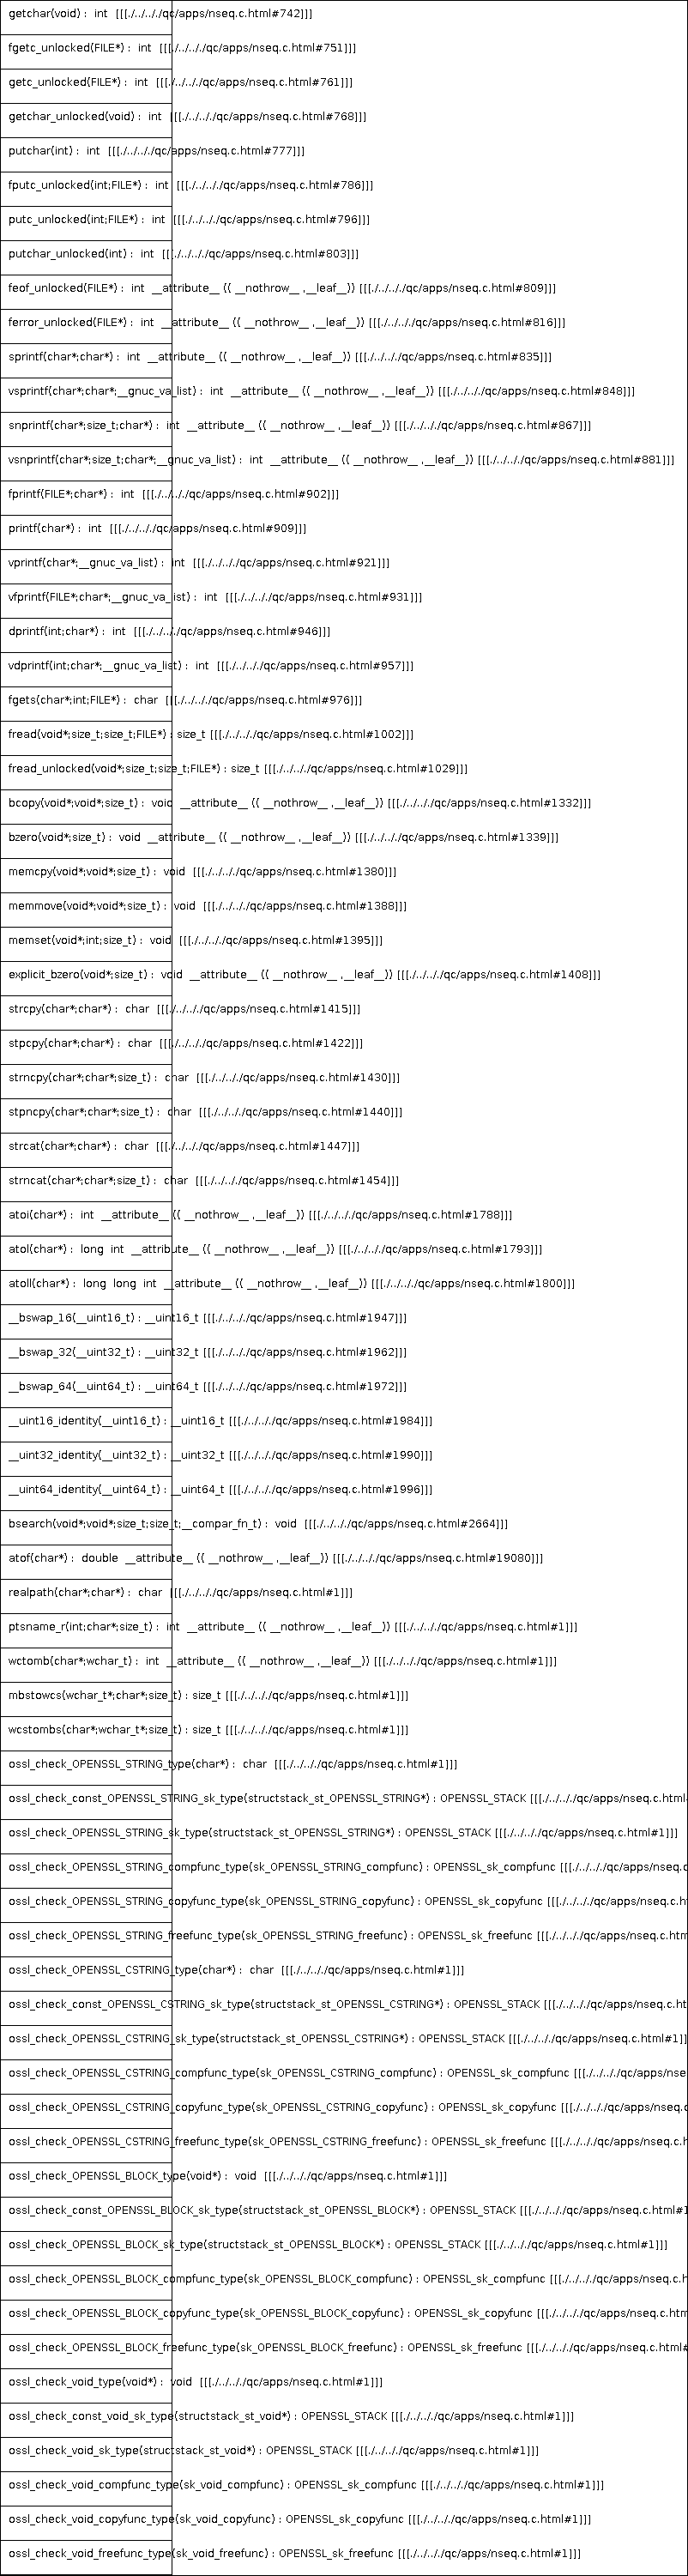 getchar(void) :  int  [[[./../.././qc/apps/nseq.c.html#742]]]
fgetc_unlocked(FILE*) :  int  [[[./../.././qc/apps/nseq.c.html#751]]]
getc_unlocked(FILE*) :  int  [[[./../.././qc/apps/nseq.c.html#761]]]
getchar_unlocked(void) :  int  [[[./../.././qc/apps/nseq.c.html#768]]]
putchar(int) :  int  [[[./../.././qc/apps/nseq.c.html#777]]]
fputc_unlocked(int;FILE*) :  int  [[[./../.././qc/apps/nseq.c.html#786]]]
putc_unlocked(int;FILE*) :  int  [[[./../.././qc/apps/nseq.c.html#796]]]
putchar_unlocked(int) :  int  [[[./../.././qc/apps/nseq.c.html#803]]]
feof_unlocked(FILE*) :  int  __attribute__ (( __nothrow__ ,__leaf__)) [[[./../.././qc/apps/nseq.c.html#809]]]
ferror_unlocked(FILE*) :  int  __attribute__ (( __nothrow__ ,__leaf__)) [[[./../.././qc/apps/nseq.c.html#816]]]
sprintf(char*;char*) :  int  __attribute__ (( __nothrow__ ,__leaf__)) [[[./../.././qc/apps/nseq.c.html#835]]]
vsprintf(char*;char*;__gnuc_va_list) :  int  __attribute__ (( __nothrow__ ,__leaf__)) [[[./../.././qc/apps/nseq.c.html#848]]]
snprintf(char*;size_t;char*) :  int  __attribute__ (( __nothrow__ ,__leaf__)) [[[./../.././qc/apps/nseq.c.html#867]]]
vsnprintf(char*;size_t;char*;__gnuc_va_list) :  int  __attribute__ (( __nothrow__ ,__leaf__)) [[[./../.././qc/apps/nseq.c.html#881]]]
fprintf(FILE*;char*) :  int  [[[./../.././qc/apps/nseq.c.html#902]]]
printf(char*) :  int  [[[./../.././qc/apps/nseq.c.html#909]]]
vprintf(char*;__gnuc_va_list) :  int  [[[./../.././qc/apps/nseq.c.html#921]]]
vfprintf(FILE*;char*;__gnuc_va_list) :  int  [[[./../.././qc/apps/nseq.c.html#931]]]
dprintf(int;char*) :  int  [[[./../.././qc/apps/nseq.c.html#946]]]
vdprintf(int;char*;__gnuc_va_list) :  int  [[[./../.././qc/apps/nseq.c.html#957]]]
fgets(char*;int;FILE*) :  char  [[[./../.././qc/apps/nseq.c.html#976]]]
fread(void*;size_t;size_t;FILE*) : size_t [[[./../.././qc/apps/nseq.c.html#1002]]]
fread_unlocked(void*;size_t;size_t;FILE*) : size_t [[[./../.././qc/apps/nseq.c.html#1029]]]
bcopy(void*;void*;size_t) :  void  __attribute__ (( __nothrow__ ,__leaf__)) [[[./../.././qc/apps/nseq.c.html#1332]]]
bzero(void*;size_t) :  void  __attribute__ (( __nothrow__ ,__leaf__)) [[[./../.././qc/apps/nseq.c.html#1339]]]
memcpy(void*;void*;size_t) :  void  [[[./../.././qc/apps/nseq.c.html#1380]]]
memmove(void*;void*;size_t) :  void  [[[./../.././qc/apps/nseq.c.html#1388]]]
memset(void*;int;size_t) :  void  [[[./../.././qc/apps/nseq.c.html#1395]]]
explicit_bzero(void*;size_t) :  void  __attribute__ (( __nothrow__ ,__leaf__)) [[[./../.././qc/apps/nseq.c.html#1408]]]
strcpy(char*;char*) :  char  [[[./../.././qc/apps/nseq.c.html#1415]]]
stpcpy(char*;char*) :  char  [[[./../.././qc/apps/nseq.c.html#1422]]]
strncpy(char*;char*;size_t) :  char  [[[./../.././qc/apps/nseq.c.html#1430]]]
stpncpy(char*;char*;size_t) :  char  [[[./../.././qc/apps/nseq.c.html#1440]]]
strcat(char*;char*) :  char  [[[./../.././qc/apps/nseq.c.html#1447]]]
strncat(char*;char*;size_t) :  char  [[[./../.././qc/apps/nseq.c.html#1454]]]
atoi(char*) :  int  __attribute__ (( __nothrow__ ,__leaf__)) [[[./../.././qc/apps/nseq.c.html#1788]]]
atol(char*) :  long  int  __attribute__ (( __nothrow__ ,__leaf__)) [[[./../.././qc/apps/nseq.c.html#1793]]]
atoll(char*) :  long  long  int  __attribute__ (( __nothrow__ ,__leaf__)) [[[./../.././qc/apps/nseq.c.html#1800]]]
__bswap_16(__uint16_t) : __uint16_t [[[./../.././qc/apps/nseq.c.html#1947]]]
__bswap_32(__uint32_t) : __uint32_t [[[./../.././qc/apps/nseq.c.html#1962]]]
__bswap_64(__uint64_t) : __uint64_t [[[./../.././qc/apps/nseq.c.html#1972]]]
__uint16_identity(__uint16_t) : __uint16_t [[[./../.././qc/apps/nseq.c.html#1984]]]
__uint32_identity(__uint32_t) : __uint32_t [[[./../.././qc/apps/nseq.c.html#1990]]]
__uint64_identity(__uint64_t) : __uint64_t [[[./../.././qc/apps/nseq.c.html#1996]]]
bsearch(void*;void*;size_t;size_t;__compar_fn_t) :  void  [[[./../.././qc/apps/nseq.c.html#2664]]]
atof(char*) :  double  __attribute__ (( __nothrow__ ,__leaf__)) [[[./../.././qc/apps/nseq.c.html#19080]]]
realpath(char*;char*) :  char  [[[./../.././qc/apps/nseq.c.html#1]]]
ptsname_r(int;char*;size_t) :  int  __attribute__ (( __nothrow__ ,__leaf__)) [[[./../.././qc/apps/nseq.c.html#1]]]
wctomb(char*;wchar_t) :  int  __attribute__ (( __nothrow__ ,__leaf__)) [[[./../.././qc/apps/nseq.c.html#1]]]
mbstowcs(wchar_t*;char*;size_t) : size_t [[[./../.././qc/apps/nseq.c.html#1]]]
wcstombs(char*;wchar_t*;size_t) : size_t [[[./../.././qc/apps/nseq.c.html#1]]]
ossl_check_OPENSSL_STRING_type(char*) :  char  [[[./../.././qc/apps/nseq.c.html#1]]]
ossl_check_const_OPENSSL_STRING_sk_type(structstack_st_OPENSSL_STRING*) : OPENSSL_STACK [[[./../.././qc/apps/nseq.c.html
ossl_check_OPENSSL_STRING_sk_type(structstack_st_OPENSSL_STRING*) : OPENSSL_STACK [[[./../.././qc/apps/nseq.c.html#1]]]
ossl_check_OPENSSL_STRING_compfunc_type(sk_OPENSSL_STRING_compfunc) : OPENSSL_sk_compfunc [[[./../.././qc/apps/nseq.c
ossl_check_OPENSSL_STRING_copyfunc_type(sk_OPENSSL_STRING_copyfunc) : OPENSSL_sk_copyfunc [[[./../.././qc/apps/nseq.c.h
ossl_check_OPENSSL_STRING_freefunc_type(sk_OPENSSL_STRING_freefunc) : OPENSSL_sk_freefunc [[[./../.././qc/apps/nseq.c.htm
ossl_check_OPENSSL_CSTRING_type(char*) :  char  [[[./../.././qc/apps/nseq.c.html#1]]]
ossl_check_const_OPENSSL_CSTRING_sk_type(structstack_st_OPENSSL_CSTRING*) : OPENSSL_STACK [[[./../.././qc/apps/nseq.c.ht
ossl_check_OPENSSL_CSTRING_sk_type(structstack_st_OPENSSL_CSTRING*) : OPENSSL_STACK [[[./../.././qc/apps/nseq.c.html#1]]
ossl_check_OPENSSL_CSTRING_compfunc_type(sk_OPENSSL_CSTRING_compfunc) : OPENSSL_sk_compfunc [[[./../.././qc/apps/nse
ossl_check_OPENSSL_CSTRING_copyfunc_type(sk_OPENSSL_CSTRING_copyfunc) : OPENSSL_sk_copyfunc [[[./../.././qc/apps/nseq.c
ossl_check_OPENSSL_CSTRING_freefunc_type(sk_OPENSSL_CSTRING_freefunc) : OPENSSL_sk_freefunc [[[./../.././qc/apps/nseq.c.h
ossl_check_OPENSSL_BLOCK_type(void*) :  void  [[[./../.././qc/apps/nseq.c.html#1]]]
ossl_check_const_OPENSSL_BLOCK_sk_type(structstack_st_OPENSSL_BLOCK*) : OPENSSL_STACK [[[./../.././qc/apps/nseq.c.html#1
ossl_check_OPENSSL_BLOCK_sk_type(structstack_st_OPENSSL_BLOCK*) : OPENSSL_STACK [[[./../.././qc/apps/nseq.c.html#1]]]
ossl_check_OPENSSL_BLOCK_compfunc_type(sk_OPENSSL_BLOCK_compfunc) : OPENSSL_sk_compfunc [[[./../.././qc/apps/nseq.c.h
ossl_check_OPENSSL_BLOCK_copyfunc_type(sk_OPENSSL_BLOCK_copyfunc) : OPENSSL_sk_copyfunc [[[./../.././qc/apps/nseq.c.htm
ossl_check_OPENSSL_BLOCK_freefunc_type(sk_OPENSSL_BLOCK_freefunc) : OPENSSL_sk_freefunc [[[./../.././qc/apps/nseq.c.html#
ossl_check_void_type(void*) :  void  [[[./../.././qc/apps/nseq.c.html#1]]]
ossl_check_const_void_sk_type(structstack_st_void*) : OPENSSL_STACK [[[./../.././qc/apps/nseq.c.html#1]]]
ossl_check_void_sk_type(structstack_st_void*) : OPENSSL_STACK [[[./../.././qc/apps/nseq.c.html#1]]]
ossl_check_void_compfunc_type(sk_void_compfunc) : OPENSSL_sk_compfunc [[[./../.././qc/apps/nseq.c.html#1]]]
ossl_check_void_copyfunc_type(sk_void_copyfunc) : OPENSSL_sk_copyfunc [[[./../.././qc/apps/nseq.c.html#1]]]
ossl_check_void_freefunc_type(sk_void_freefunc) : OPENSSL_sk_freefunc [[[./../.././qc/apps/nseq.c.html#1]]]